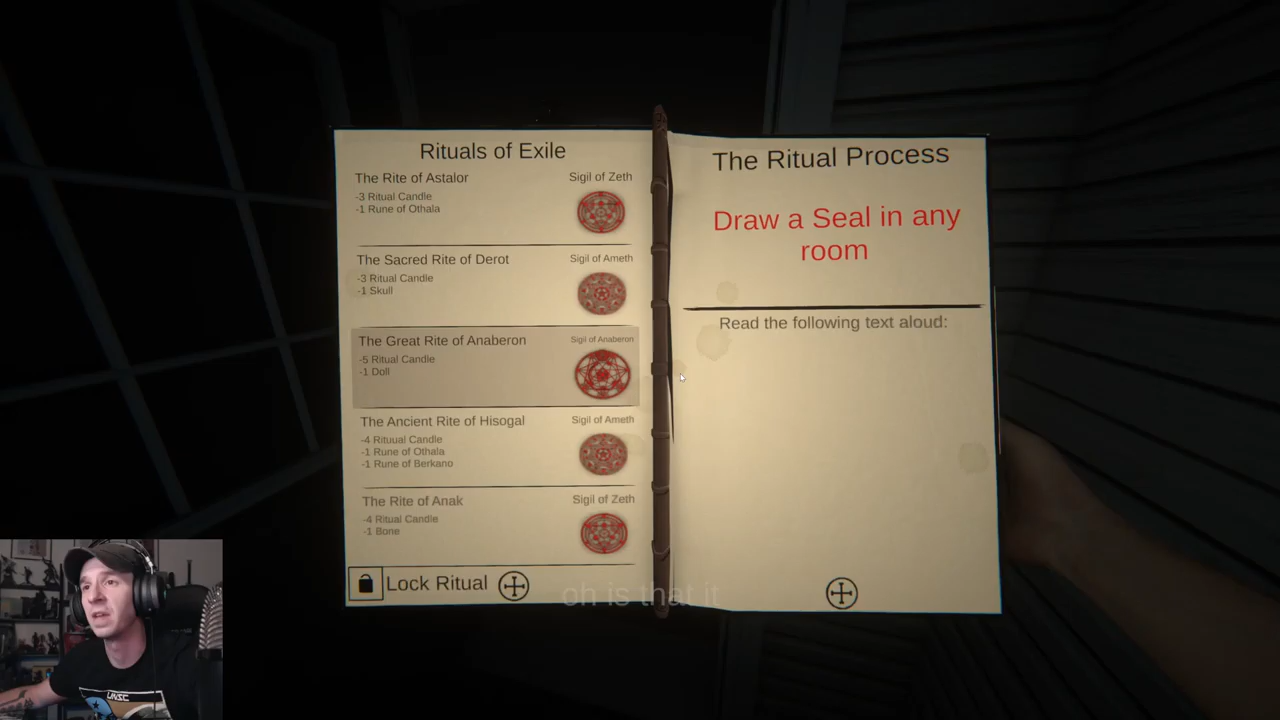 Rituals of Exile
The Rite of Astalor
Sigil of Zeth
-3 Ritual Candle
-1 Rune of Othala
The Sacred Rite of Derot
Sigil of Ameth
-3 Ritual Candle
-1 Skull
The Great Rite of Anaberon
Sigil of Anaberon
-5 Ritual Candle
-1 Doll
The Ancient Rite of Hisogal
Sigil of Ameth
-4 Rituual Candle
-1 Rune of Othala
-1 Rune of Berkano
The Rite of Anak
Sigil of Zeth
-4 Ritual Candle
-1 Bone
Lock Ritual
The Ritual Process
Draw a Seal in any
room
Read the following text aloud:
oh is that it
UNSC